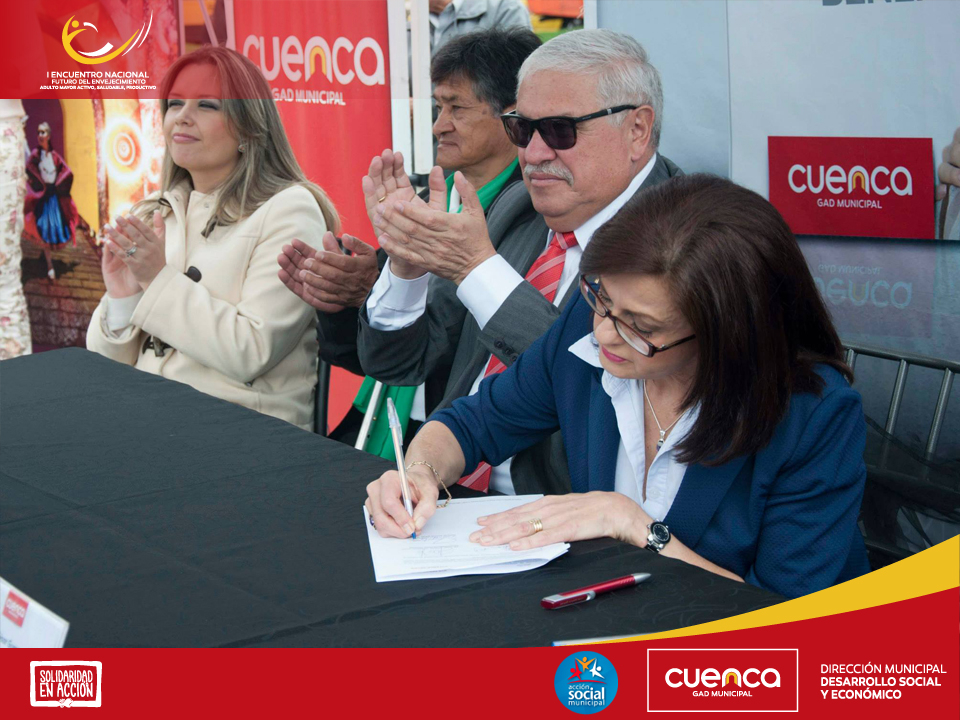 I ENCUENTRO NACIONAL
FUTURO DEL ENVEJECIMIENTO
ADULTO MAYOR ACTIVO, SALUDABLE, PRODUCTIVO
CUENCA
GAD MUNICIPAL
CUENCA
GAD MUNICIPAL
CUENCA
SOLIDARIDAD
EN ACCIÓN
acción
social
municipal
CUENCA
GAD MUNICIPAL
DIRECCIÓN MUNICIPAL
DESARROLLO SOCIAL
Y ECONÓMICO